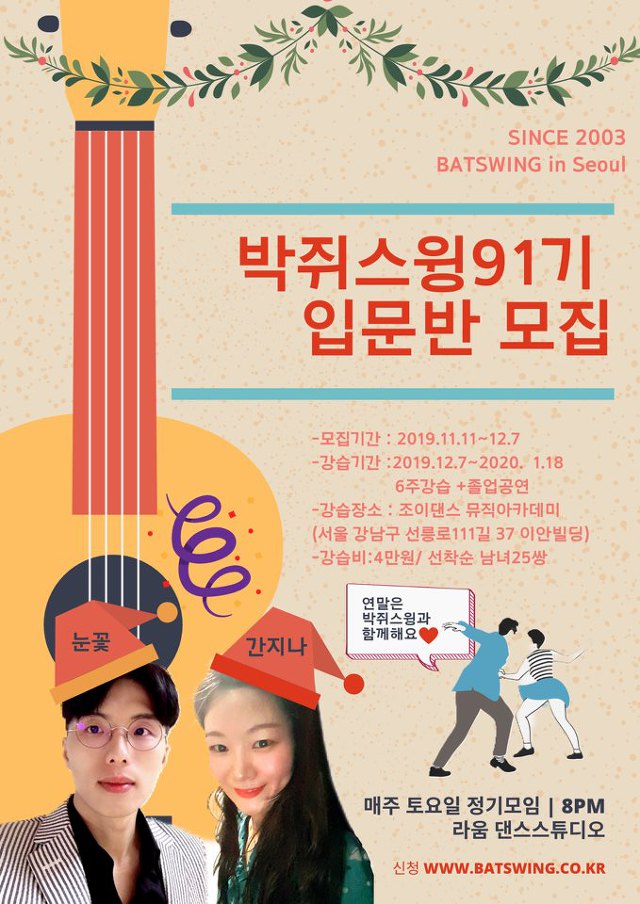 SINCE 2003
BATSWING in Seoul
박쥐스윙91기
입문반 모집
-모집기간 : 2019.11.11~12.7
-강습기간 :2019.12.7~2020. 1.18
6주강습 +졸업공연
-강습장소 : 조이댄스 뮤직아카데미
(서울 강남구 선릉로111길 37 이안빌딩)
-강습비:4만원/ 선착순 남녀25쌍
연말은
박쥐스윙과
함께해요❤
눈꽃
간지나
매주 토요일 정기모임 | 8PM
라움 댄스스튜디오
신청 WWW.BATSWING.CO.KR